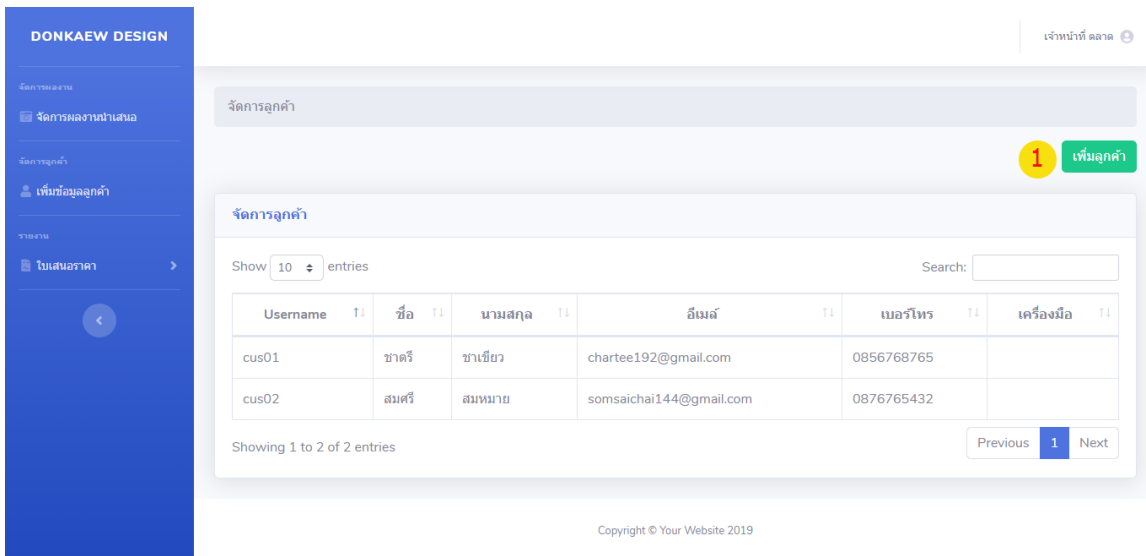 DONKAEW DESIGN
เจ้าหน้าที่ ตลาด
จัดการผลงาน
จัดการผลงานนำเสนอ
จัดการลูกค้า
เพิ่มข้อมูลลูกค้า
รายงาน
ใบเสนอราคา
จัดการลูกค้า
1 เพิ่มลูกค้า
จัดการลูกค้า
Show 10 entries Search:
Username ชื่อ นามสกุล อีเมล์ เบอร์โทร เครื่องมือ
cus01 ชาตรี ชาเขียว chartee192@gmail.com 0856768765
cus02 สมศรี สมหมาย somsaichai144@gmail.com 0876765432
Showing 1 to 2 of 2 entries Previous 1 Next
Copyright © Your Website 2019